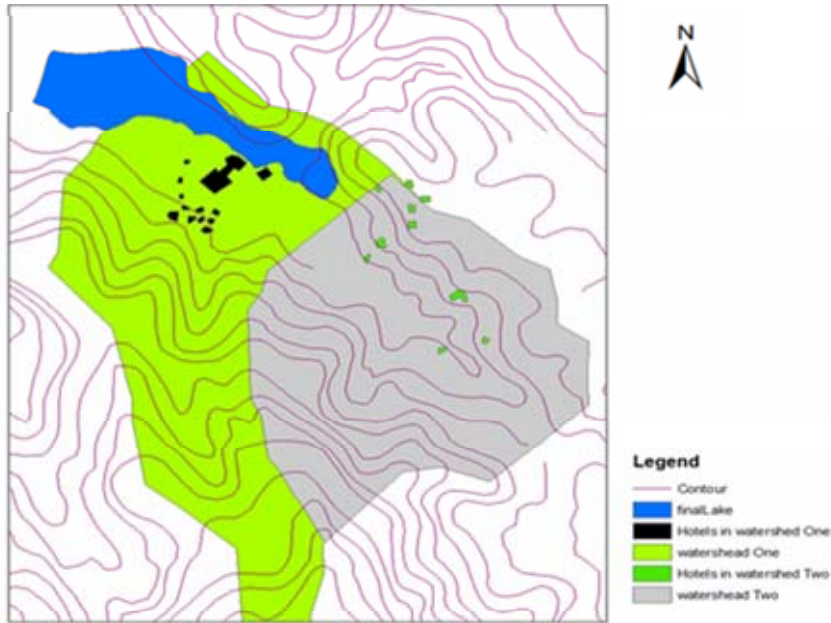 N
Legend
Contour
finalLake
Hotels in watershed One
watershead One
Hotels in watershed Two
watershead Two